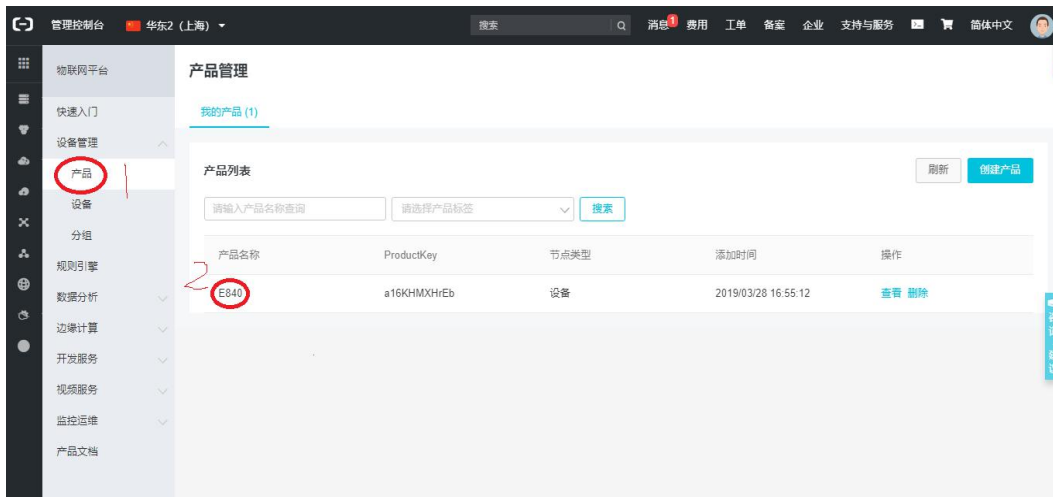 管理控制台 华东2（上海） 搜索 消息 1 费用 工单 备案 企业 支持与服务 简体中文
物联网平台
快速入门
设备管理
产品 1
设备
分组
规则引擎
数据分析
边缘计算
开发服务
视频服务
监控运维
产品文档
产品管理
我的产品 (1)
产品列表 刷新 创建产品
请输入产品名称查询 请选择产品标签 搜索
产品名称 ProductKey 节点类型 添加时间 操作
2 E840 a16KHMXHrEb 设备 2019/03/28 16:55:12 查看 删除